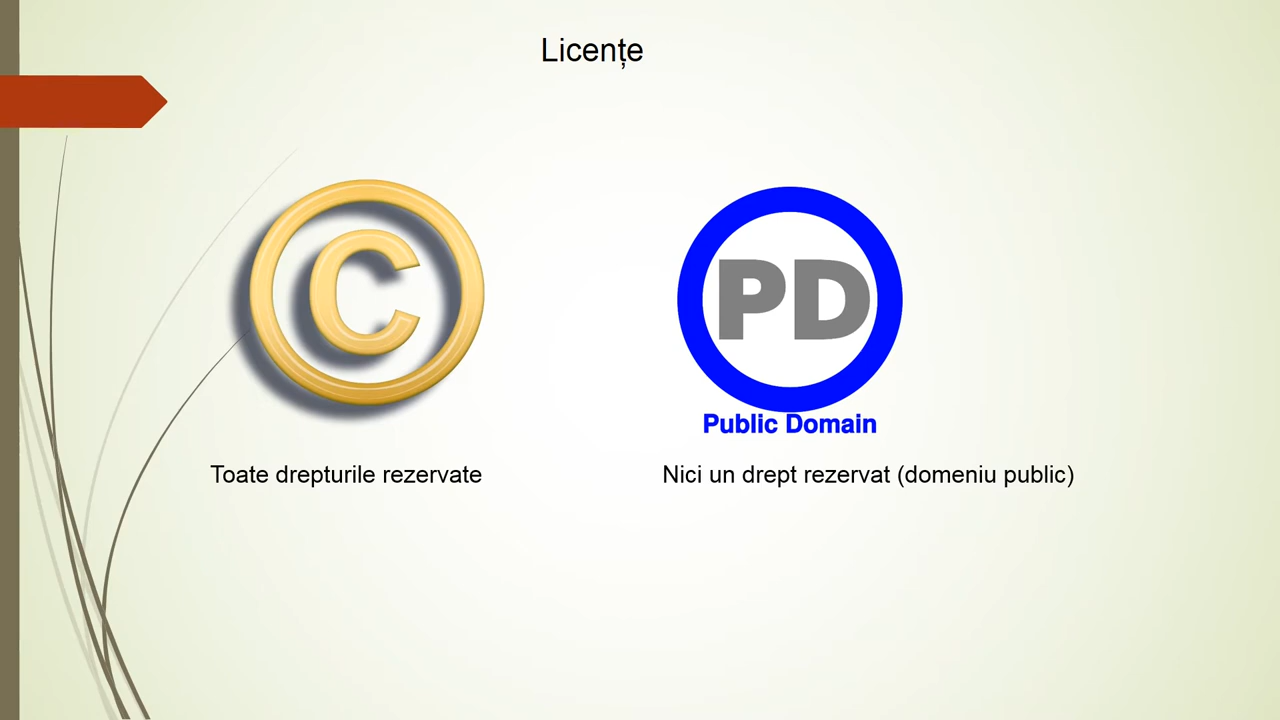 Licențe
C
PD
Public Domain
Toate drepturile rezervate
Nici un drept rezervat (domeniu public)